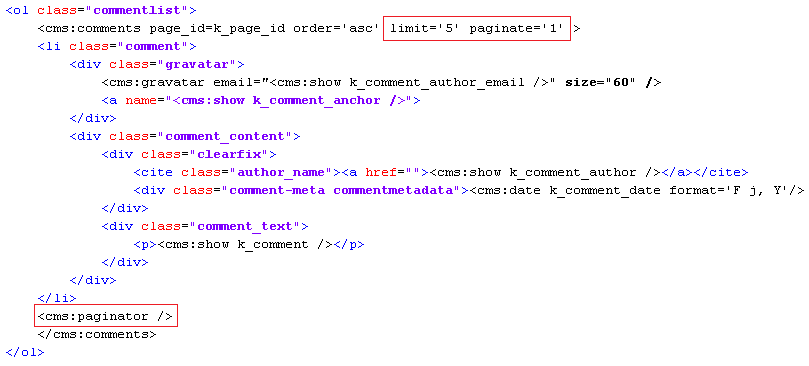 <ol class="commentlist">
<cms:comments page_id=k_page_id order='asc' limit='5' paginate='1' >
<li class="comment">
<div class="gravatar">
<cms:gravatar email="<cms:show k_comment_author_email />" size="60" />
<a name="<cms:show k_comment_anchor />">
</div>
<div class="comment_content">
<div class="clearfix">
<cite class="author_name"><a href=""><cms:show k_comment_author /></a></cite>
<div class="comment-meta commentmetadata"><cms:date k_comment_date format='F j, Y'/>
</div>
<div class="comment_text">
<p><cms:show k_comment /></p>
</div>
</div>
</li>
<cms:paginator />
</cms:comments>
</ol>